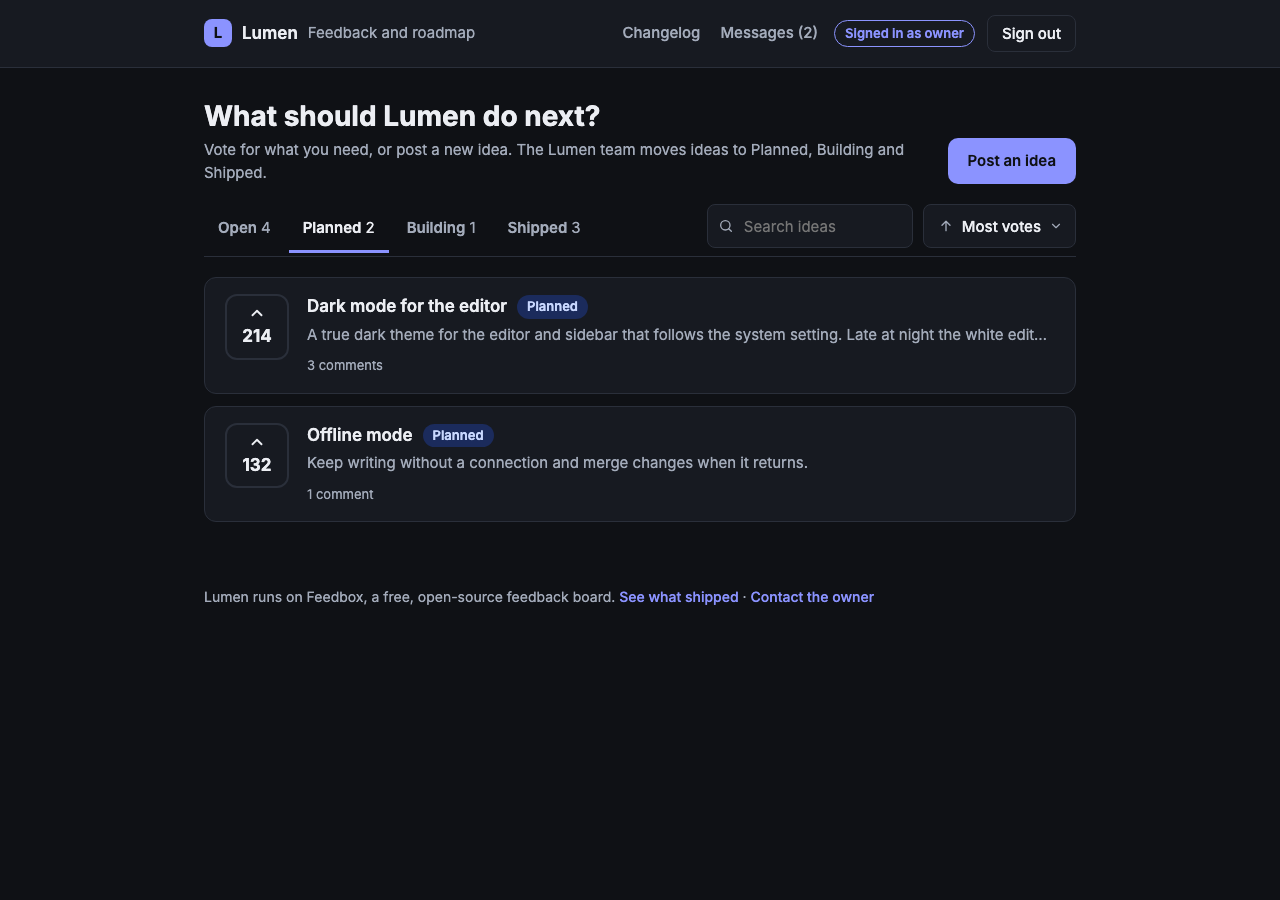 L Lumen Feedback and roadmap Changelog Messages (2) Signed in as owner Sign out
What should Lumen do next?
Vote for what you need, or post a new idea. The Lumen team moves ideas to Planned, Building and
Shipped.
Post an idea
Open 4 Planned 2 Building 1 Shipped 3 Search ideas Most votes
Dark mode for the editor Planned
214
A true dark theme for the editor and sidebar that follows the system setting. Late at night the white edit...
3 comments
Offline mode Planned
132
Keep writing without a connection and merge changes when it returns.
1 comment
Lumen runs on Feedbox, a free, open-source feedback board. See what shipped · Contact the owner